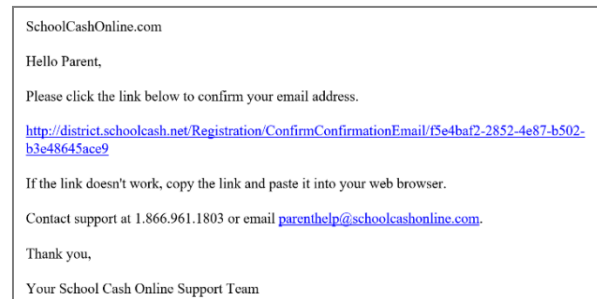 SchoolCashOnline.com
Hello Parent,
Please click the link below to confirm your email address.
http://district.schoolcash.net/Registration/ConfirmConfirmationEmail/f5e4baf2-2852-4e87-b502-
b3e48645ace9
If the link doesn't work, copy the link and paste it into your web browser.
Contact support at 1.866.961.1803 or email parenthelp@schoolcashonline.com.
Thank you,
Your School Cash Online Support Team